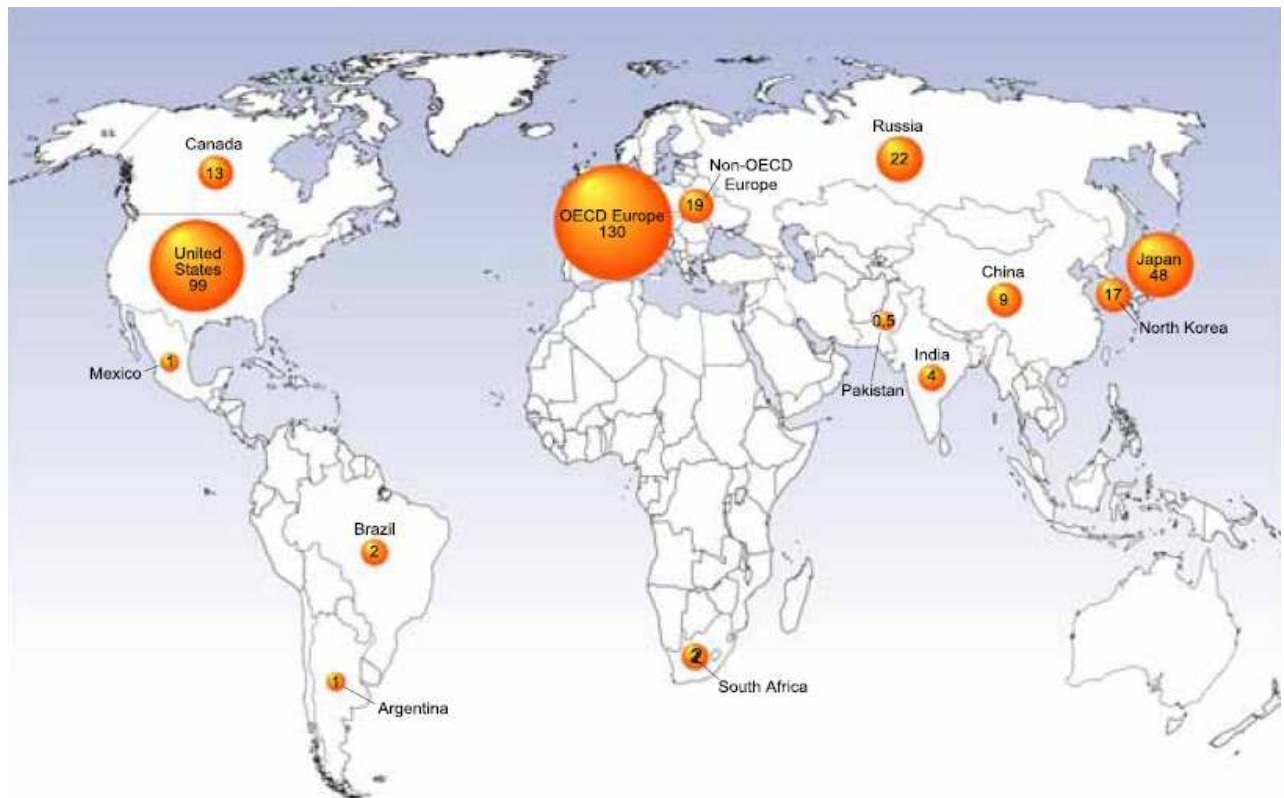 Canada
13
United
States
99
Mexico
1
Brazil
2
Argentina
1
OECD Europe
130
Non-OECD
Europe
19
Russia
22
China
9
Japan
48
17
North Korea
0.5
Pakistan
India
4
2
South Africa